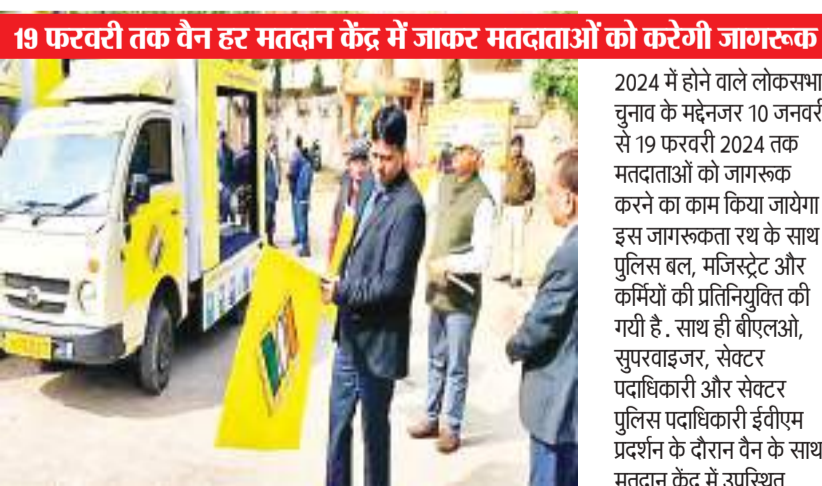 19 फरवरी तक वैन हर मतदान केंद्र में जाकर मतदाताओं को करेगी जागरूक
2024 में होने वाले लोकसभा
चुनाव के मद्देनजर 10 जनवरी
से 19 फरवरी 2024 तक
मतदाताओं को जागरूक
करने का काम किया जायेगा
इस जागरूकता रथ के साथ
पुलिस बल, मजिस्ट्रेट और
कर्मियों की प्रतिनियुक्ति की
गयी है. साथ ही बीएलओ,
सुपरवाइजर, सेक्टर
पदाधिकारी और सेक्टर
पुलिस पदाधिकारी ईवीएम
प्रदर्शन के दौरान वैन के साथ
मतदान केंद्र में उपस्थित